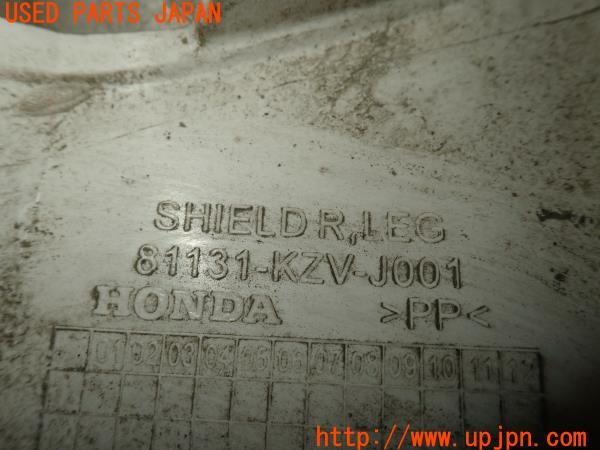 USED PARTS JAPAN
SHIELD R, LEG
81131-KZV-J001
HONDA >PP<
01 02 03 04 05 06 07 08 09 10 11 12
http://www.upjpn.com